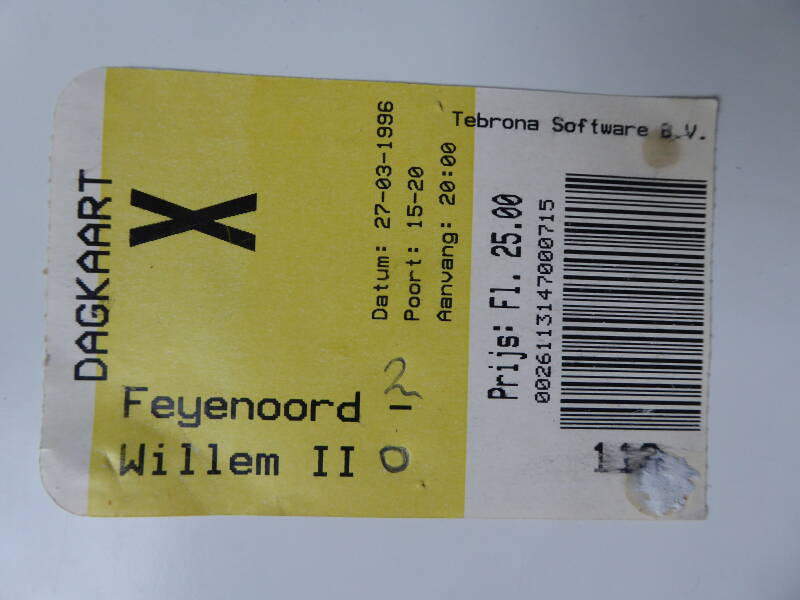 DAGKAART
X
Datum: 27-03-1996
Poort: 15-20
Aanvang: 20:00
Feyenoord - 2
Willem II 0
Tebrona Software B.V.
Prijs: Fl. 25.00
0026113147000715